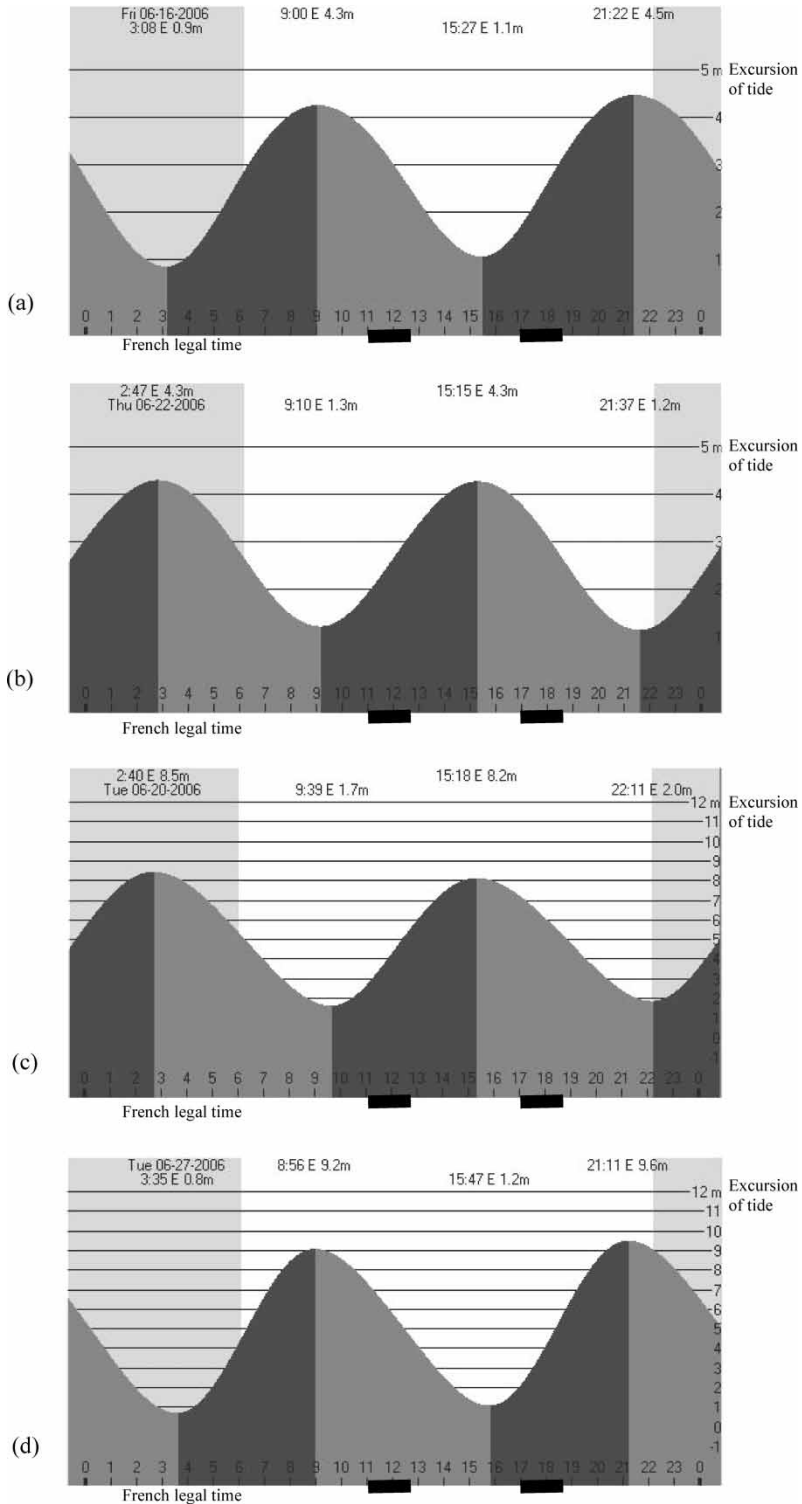 Fri 06-16-2006 9:00 E 4.3m 21:22 E 4.5m
3:08 E 0.9m 15:27 E 1.1m
5 m Excursion
of tide
4
3
2
1
(a)
0 1 2 3 4 5 6 7 8 9 10 11 12 13 14 15 16 17 18 19 20 21 22 23 0
French legal time
2:47 E 4.3m 15:15 E 4.3m
Thu 06-22-2006 9:10 E 1.3m 21:37 E 1.2m
5 m Excursion
of tide
4
3
2
1
(b)
0 1 2 3 4 5 6 7 8 9 10 11 12 13 14 15 16 17 18 19 20 21 22 23 0
French legal time
2:40 E 8.5m 15:18 E 8.2m
Tue 06-20-2006 9:39 E 1.7m 22:11 E 2.0m
12 m Excursion
11 of tide
10
9
8
7
6
5
4
3
2
1
0
-1
(c)
0 1 2 3 4 5 6 7 8 9 10 11 12 13 14 15 16 17 18 19 20 21 22 23 0
French legal time
Tue 06-27-2006 8:56 E 9.2m 21:11 E 9.6m
3:35 E 0.8m 15:47 E 1.2m
12 m Excursion
11 of tide
10
9
8
7
6
5
4
3
2
1
0
-1
(d)
0 1 2 3 4 5 6 7 8 9 10 11 12 13 14 15 16 17 18 19 20 21 22 23 0
French legal time